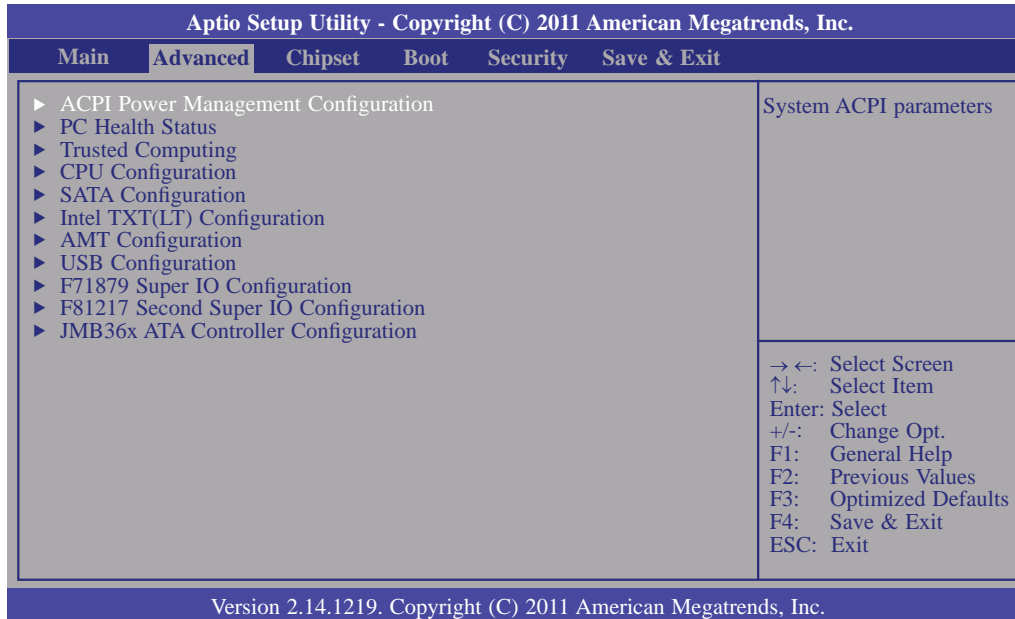 Aptio Setup Utility - Copyright (C) 2011 American Megatrends, Inc.
Main Advanced Chipset Boot Security Save & Exit
▶ ACPI Power Management Configuration
▶ PC Health Status
▶ Trusted Computing
▶ CPU Configuration
▶ SATA Configuration
▶ Intel TXT(LT) Configuration
▶ AMT Configuration
▶ USB Configuration
▶ F71879 Super IO Configuration
▶ F81217 Second Super IO Configuration
▶ JMB36x ATA Controller Configuration
System ACPI parameters
→ ←: Select Screen
↑↓: Select Item
Enter: Select
+/-: Change Opt.
F1: General Help
F2: Previous Values
F3: Optimized Defaults
F4: Save & Exit
ESC: Exit
Version 2.14.1219. Copyright (C) 2011 American Megatrends, Inc.